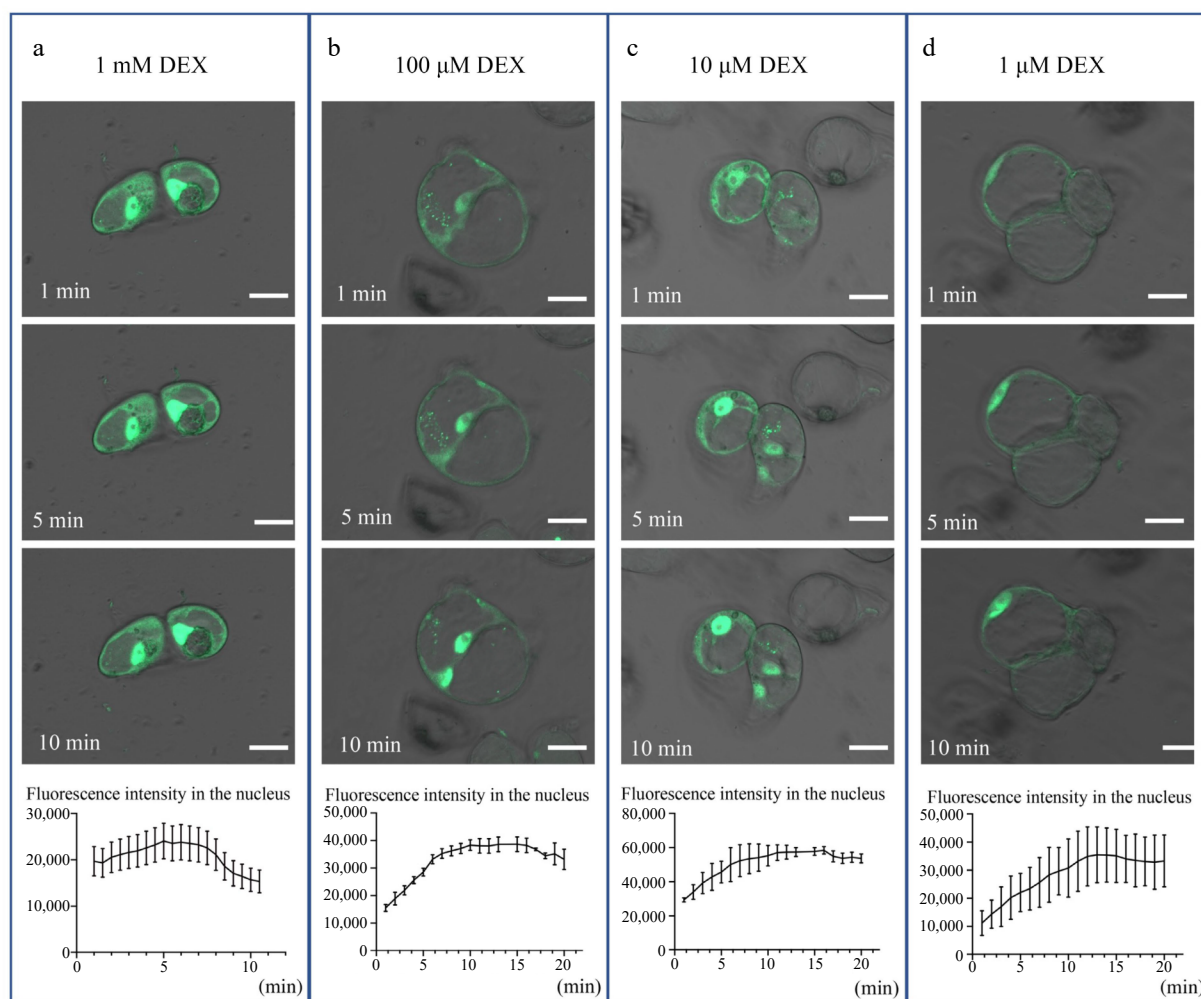 a
1 mM DEX
1 min
5 min
10 min
Fluorescence intensity in the nucleus
30,000
20,000
10,000
0
0 5 10
(min)
b
100 μM DEX
1 min
5 min
10 min
Fluorescence intensity in the nucleus
50,000
40,000
30,000
20,000
10,000
0
0 5 10 15 20
(min)
c
10 μM DEX
1 min
5 min
10 min
Fluorescence intensity in the nucleus
80,000
60,000
40,000
20,000
0 5 10 15 20
(min)
d
1 μM DEX
1 min
5 min
10 min
Fluorescence intensity in the nucleus
50,000
40,000
30,000
20,000
10,000
0
0 5 10 15 20
(min)